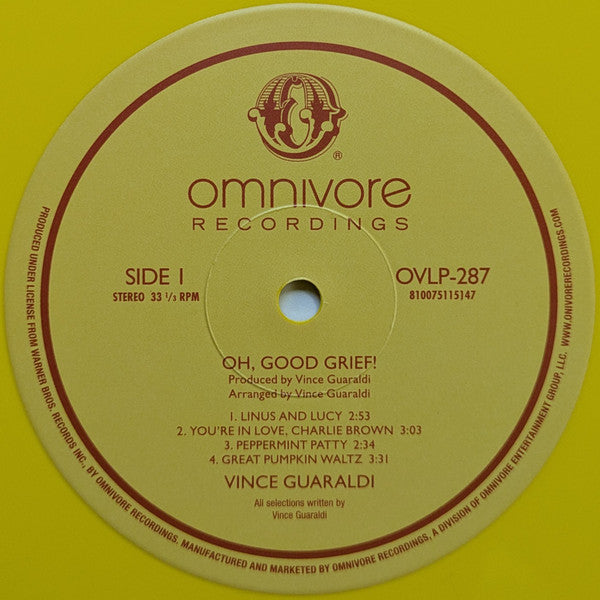 ®
omnivore
RECORDINGS
SIDE 1
STEREO 33 1/3 RPM
OVLP-287
810075115147
OH, GOOD GRIEF!
Produced by Vince Guaraldi
Arranged by Vince Guaraldi
1. LINUS AND LUCY 2:53
2. YOU'RE IN LOVE, CHARLIE BROWN 3:03
3. PEPPERMINT PATTY 2:34
4. GREAT PUMPKIN WALTZ 3:31
VINCE GUARALDI
All selections written by
Vince Guaraldi
PRODUCED UNDER LICENSE FROM WARNER BROS. RECORDS INC., BY OMNIVORE RECORDINGS. MANUFACTURED AND MARKETED BY OMNIVORE RECORDINGS, A DIVISION OF OMNIVORE ENTERTAINMENT GROUP, LLC. WWW.ONIVORERECORDINGS.COM